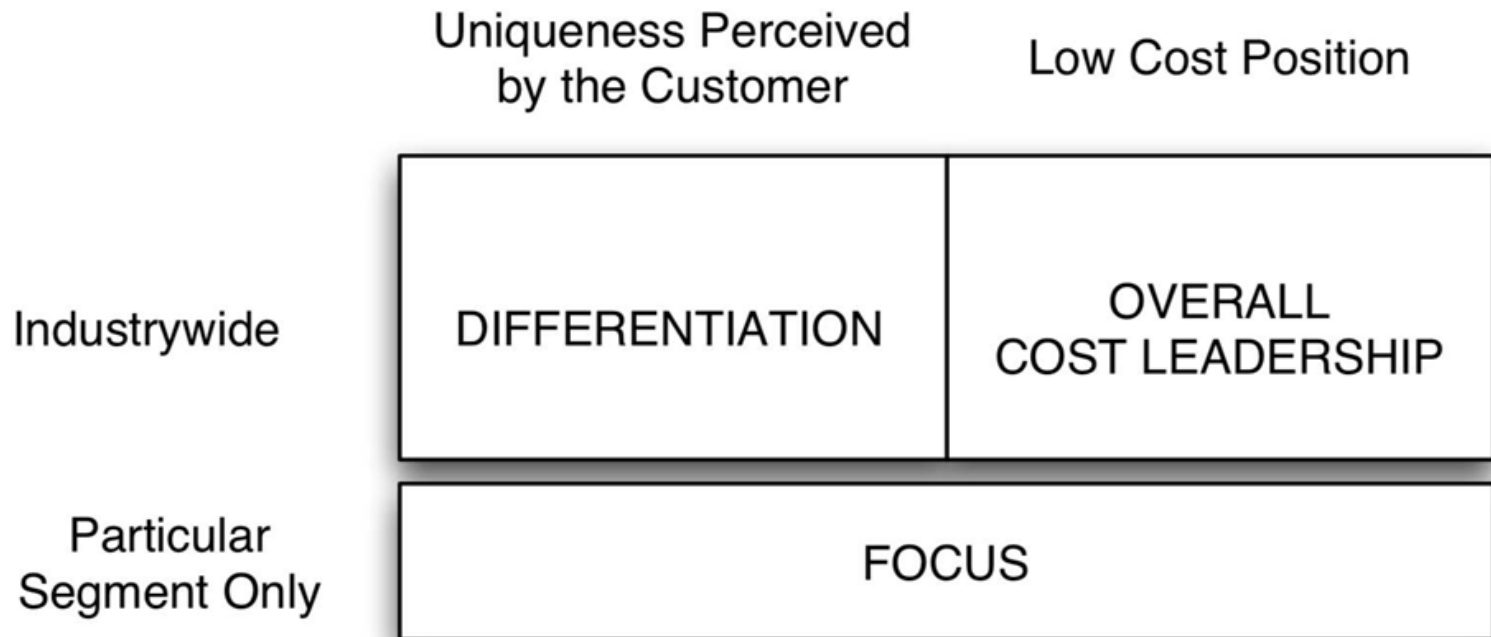 Uniqueness Perceived
by the Customer
Low Cost Position
Industrywide
DIFFERENTIATION
OVERALL
COST LEADERSHIP
Particular
Segment Only
FOCUS